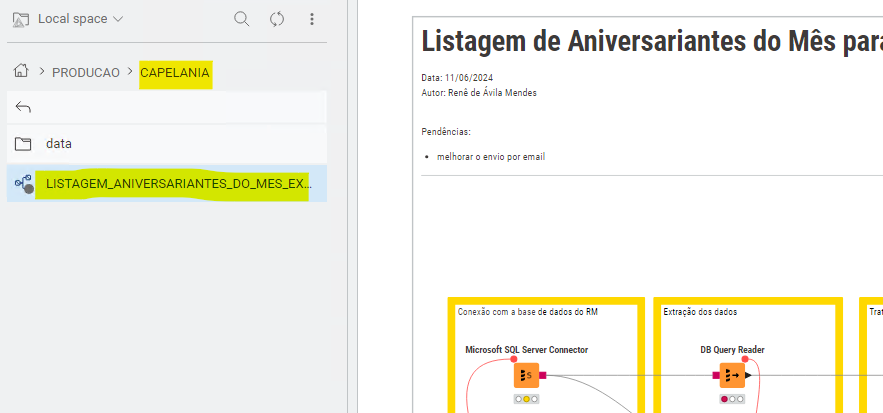 Local space
PRODUCAO
CAPELANIA
data
LISTAGEM_ANIVERSARIANTES_DO_MES_EX...
Listagem de Aniversariantes do Mês para
Data: 11/06/2024
Autor: Renê de Ávila Mendes
Pendências:
melhorar o envio por email
Conexão com a base de dados do RM
Extração dos dados
Trat
Microsoft SQL Server Connector
DB Query Reader
S